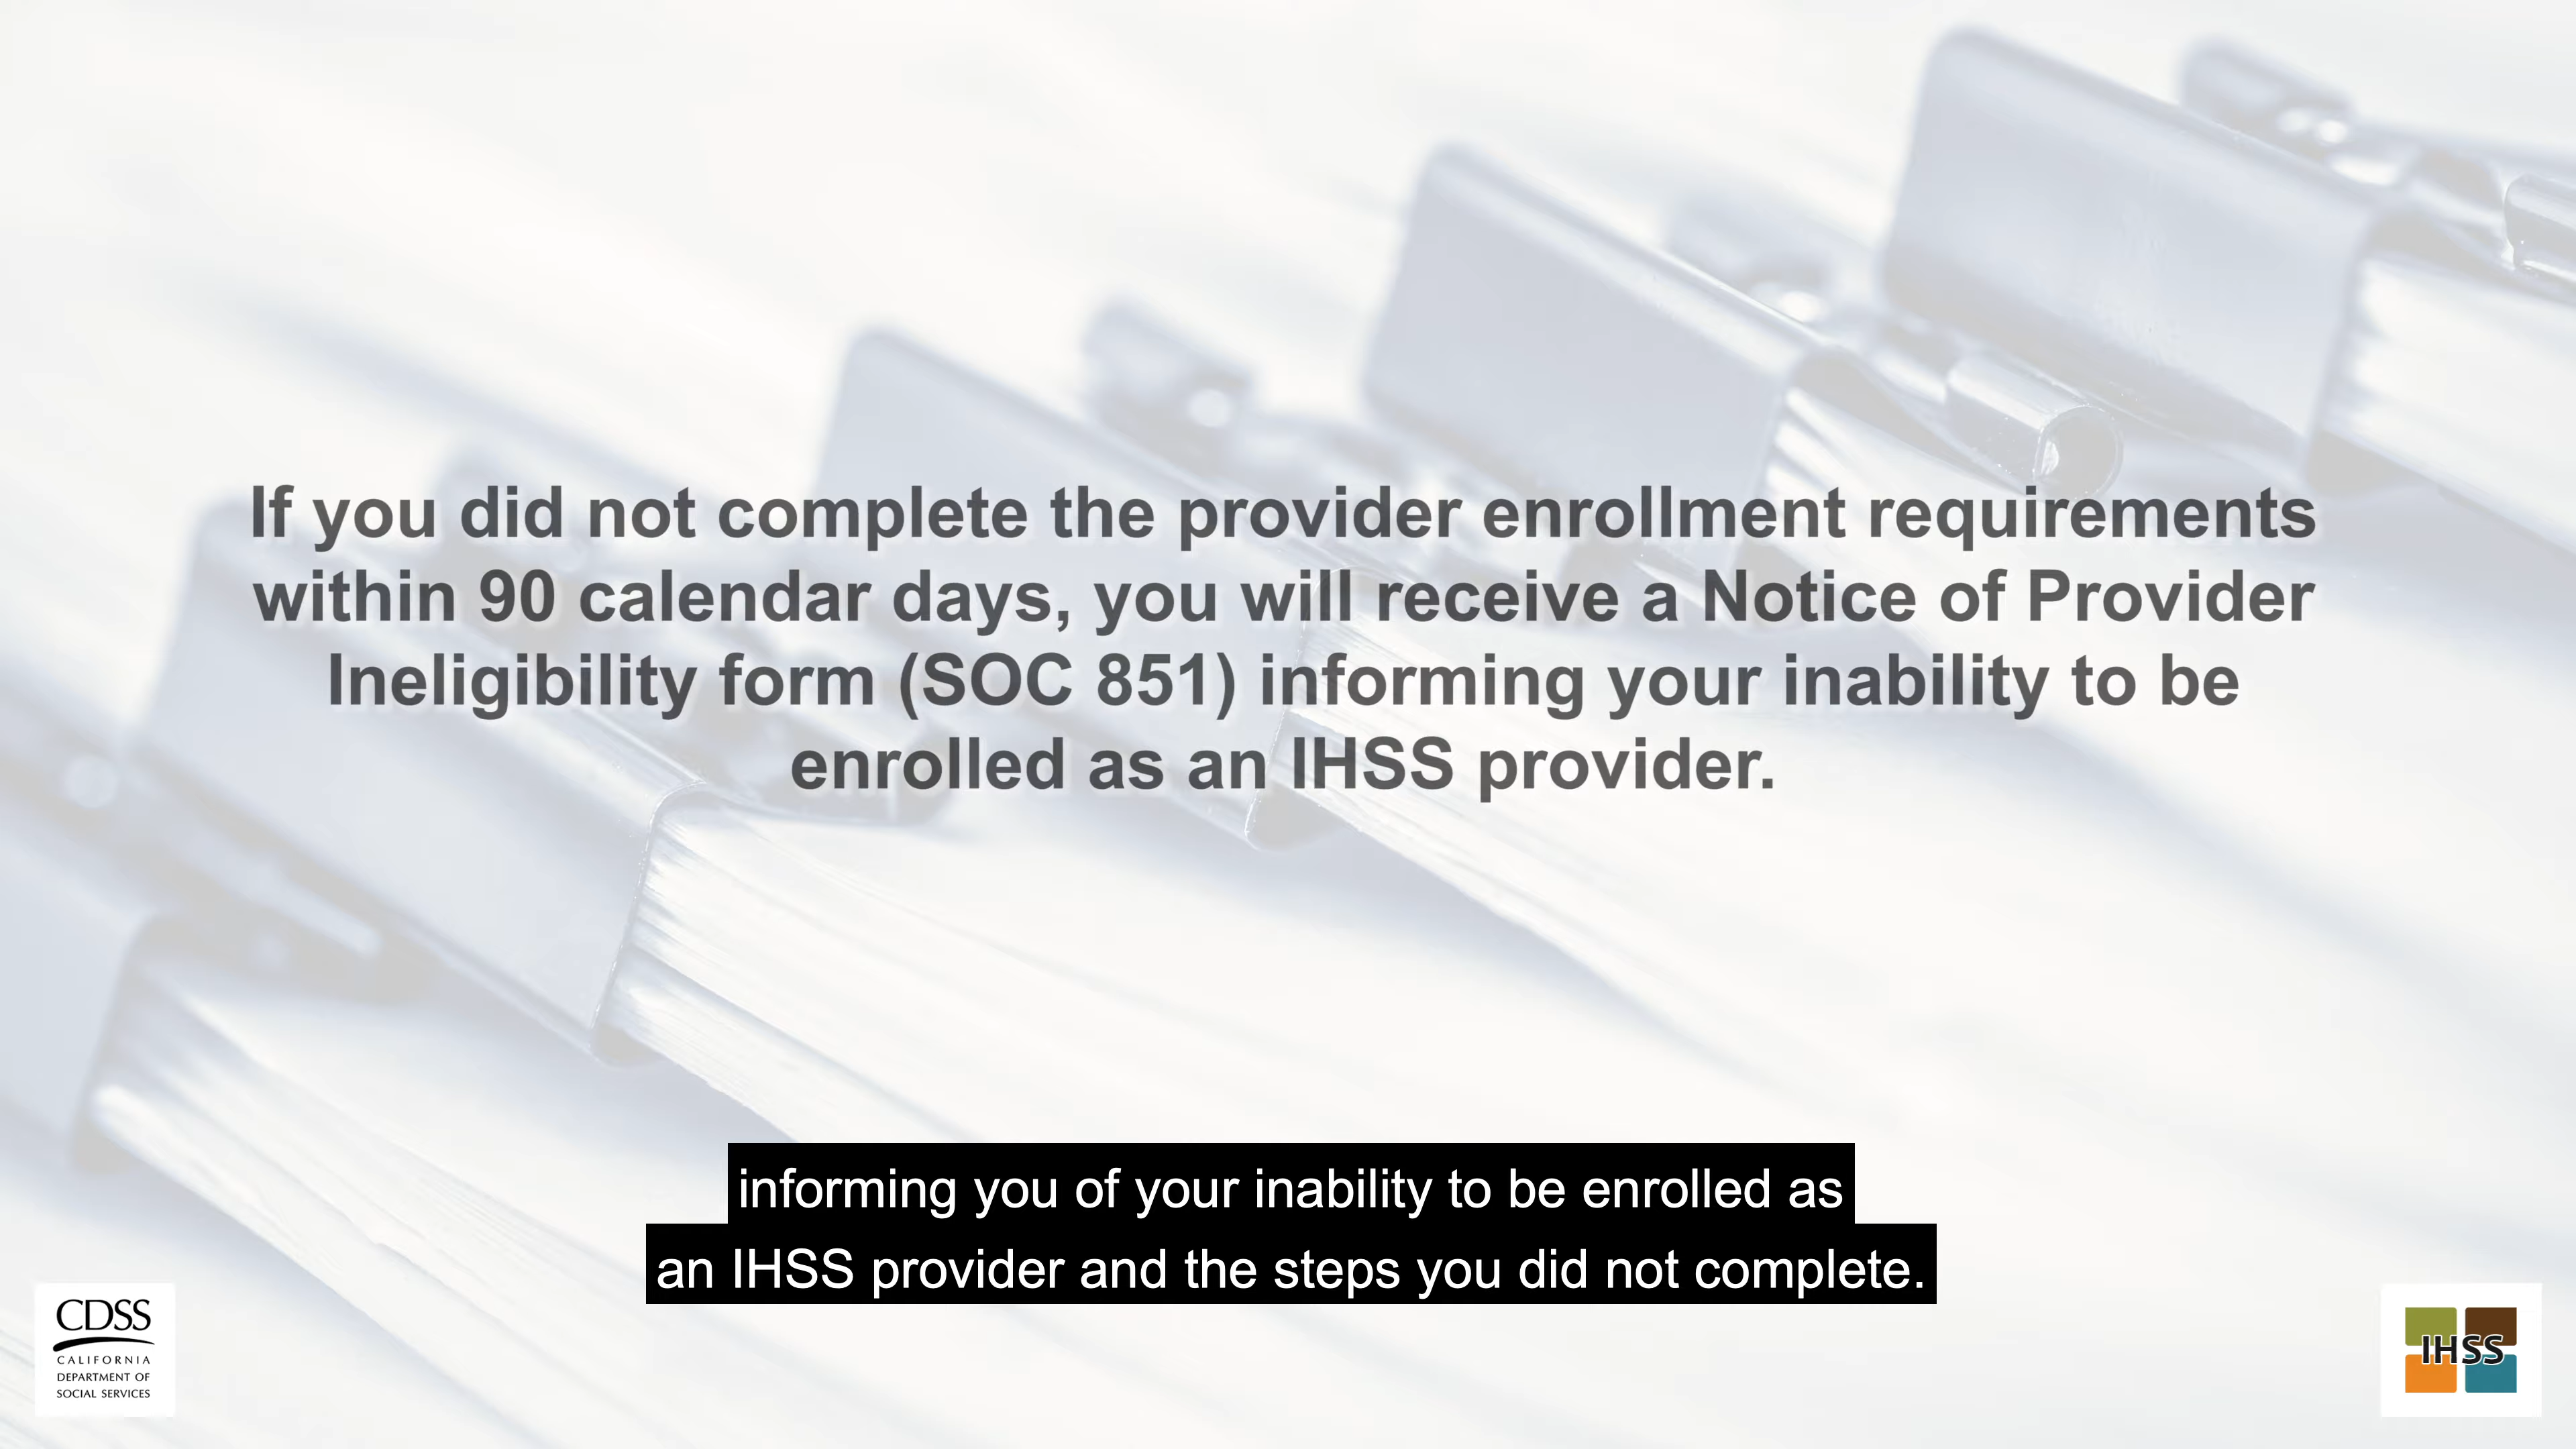 If you did not complete the provider enrollment requirements
within 90 calendar days, you will receive a Notice of Provider
Ineligibility form (SOC 851) informing your inability to be
enrolled as an IHSS provider.
informing you of your inability to be enrolled as
an IHSS provider and the steps you did not complete.
CDSS
CALIFORNIA
DEPARTMENT OF
SOCIAL SERVICES
IHSS